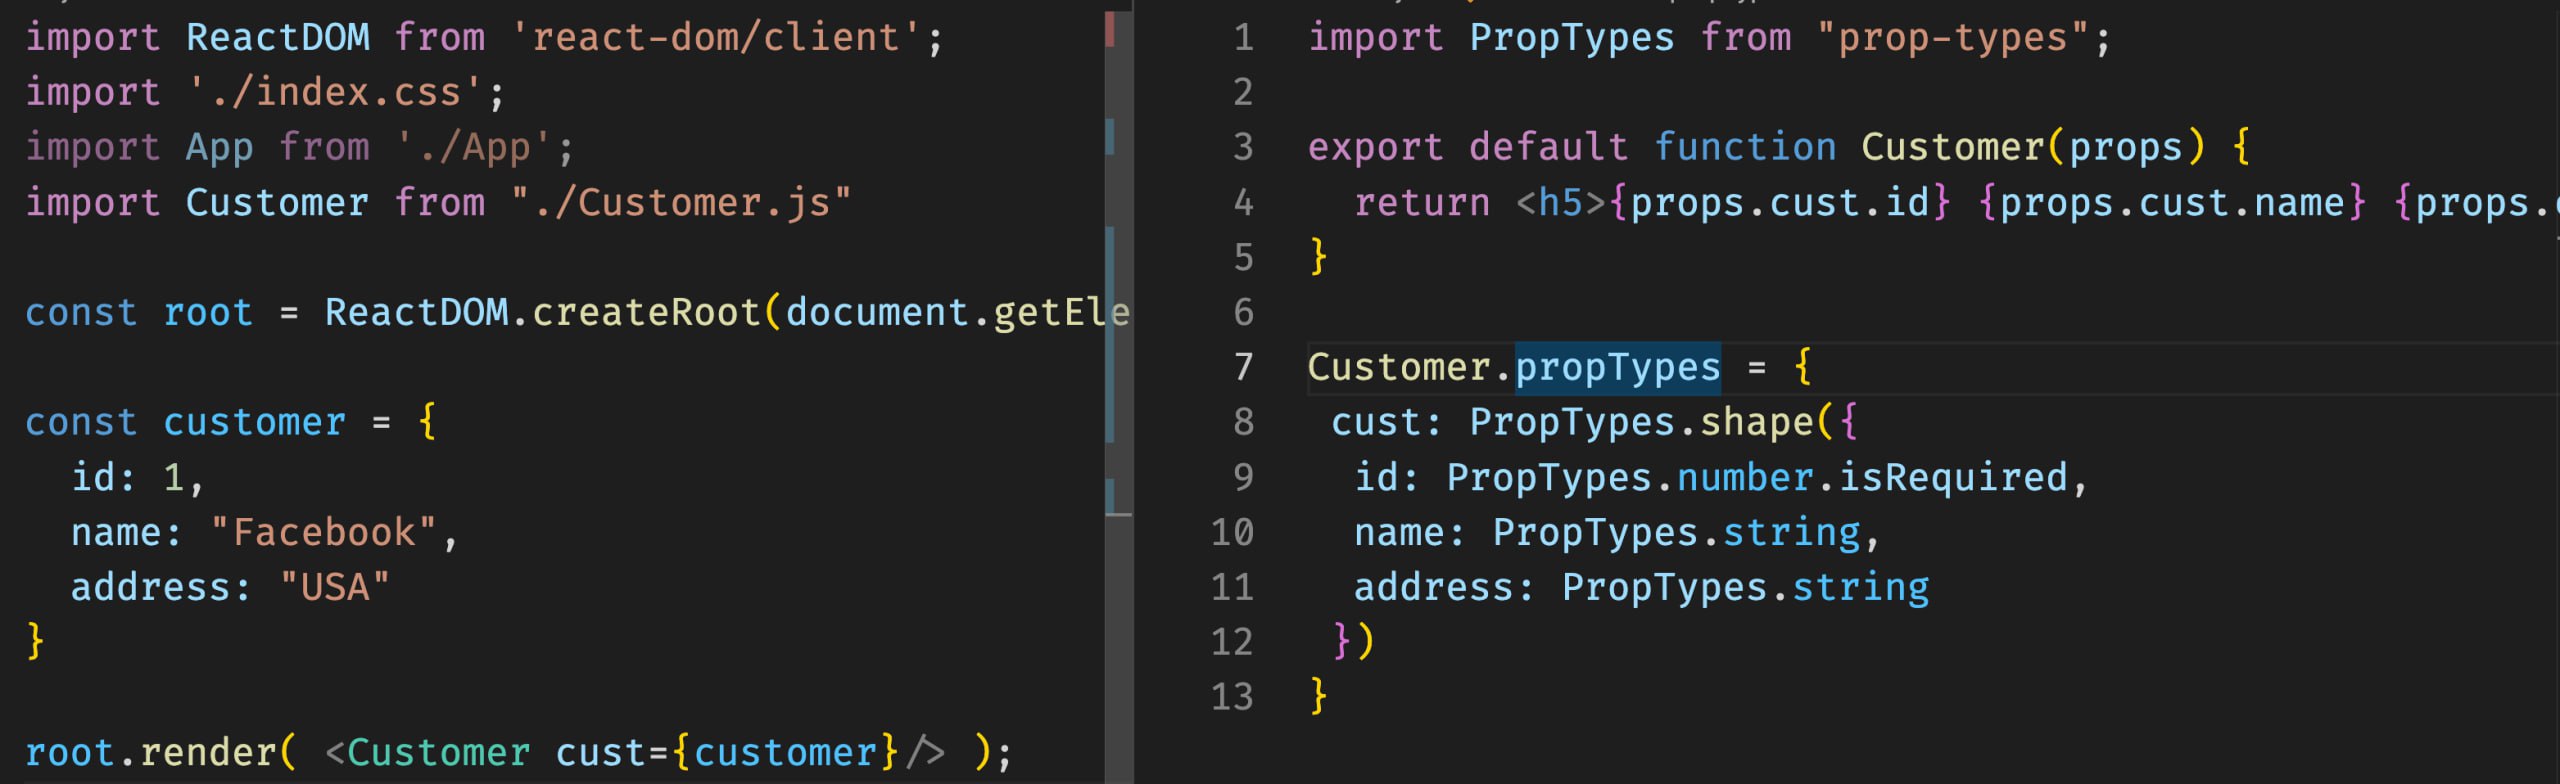 import ReactDOM from 'react-dom/client';
import './index.css';
import App from './App';
import Customer from "./Customer.js"
const root = ReactDOM.createRoot(document.getEle
const customer = {
id: 1,
name: "Facebook",
address: "USA"
}
root.render( <Customer cust={customer}/> );
1 import PropTypes from "prop-types";
2
3 export default function Customer(props) {
4 return <h5>{props.cust.id} {props.cust.name} {props.
5 }
6
7 Customer.propTypes = {
8 cust: PropTypes.shape({
9 id: PropTypes.number.isRequired,
10 name: PropTypes.string,
11 address: PropTypes.string
12 })
13 }